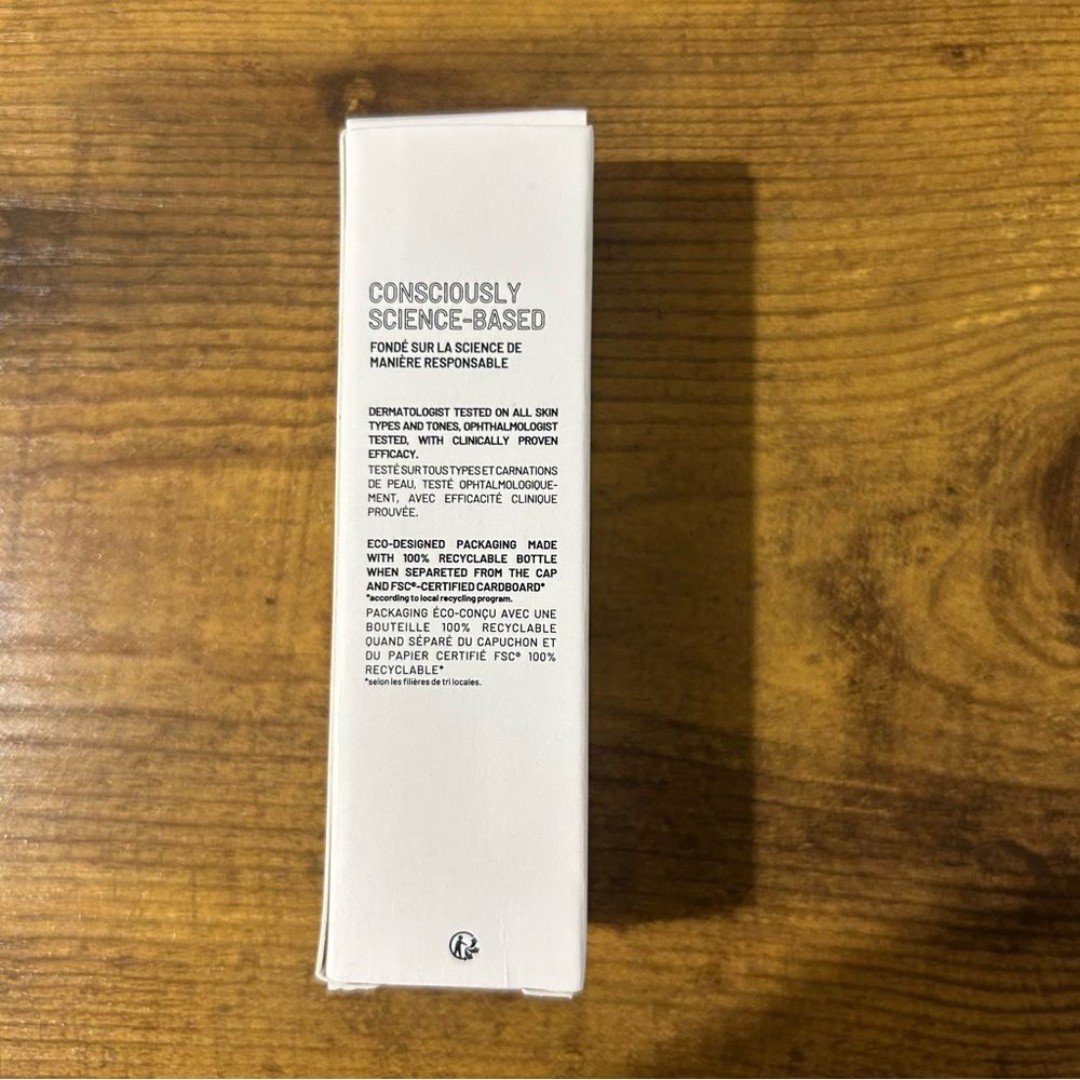 CONSCIOUSLY
SCIENCE-BASED
FONDÉ SUR LA SCIENCE DE
MANIÈRE RESPONSABLE
DERMATOLOGIST TESTED ON ALL SKIN
TYPES AND TONES, OPHTHALMOLOGIST
TESTED, WITH CLINICALLY PROVEN
EFFICACY.
TESTÉ SUR TOUS TYPES ET CARNATIONS
DE PEAU, TESTÉ OPHTALMOLOGIQUE-
MENT, AVEC EFFICACITÉ CLINIQUE
PROUVÉE.
ECO-DESIGNED PACKAGING MADE
WITH 100% RECYCLABLE BOTTLE
WHEN SEPARETED FROM THE CAP
AND FSC®-CERTIFIED CARDBOARD*
*according to local recycling program.
PACKAGING ÉCO-CONÇU AVEC UNE
BOUTEILLE 100% RECYCLABLE
QUAND SÉPARÉ DU CAPUCHON ET
DU PAPIER CERTIFIÉ FSC® 100%
RECYCLABLE*
*selon les filières de tri locales.